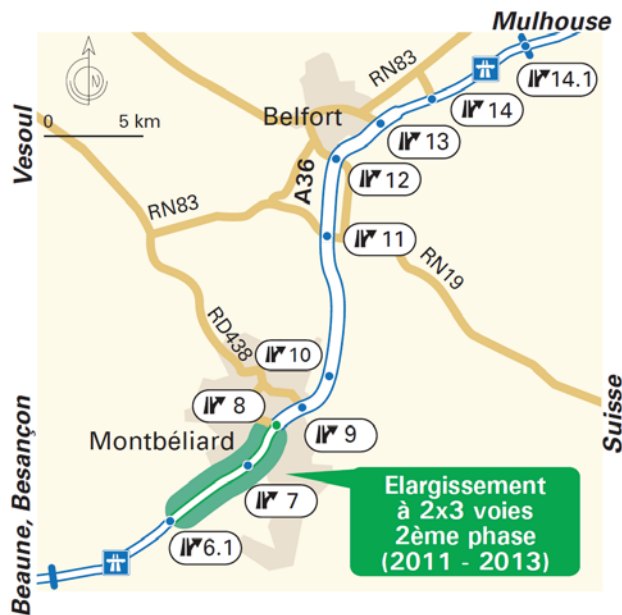 Mulhouse
RN83
14.1
14
N
0 5 km
Belfort
13
12
Vesoul
A36
RN83
11
RN19
RD438
10
8
9
Suisse
Montbéliard
7
Elargissement
à 2x3 voies
2ème phase
(2011 - 2013)
6.1
Beaune, Besançon